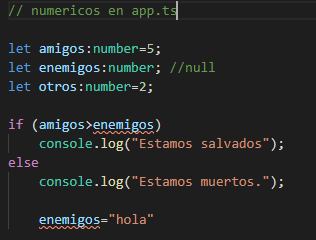 // numericos en app.ts
let amigos:number=5;
let enemigos:number; //null
let otros:number=2;
if (amigos>enemigos)
console.log("Estamos salvados");
else
console.log("Estamos muertos.");
enemigos="hola"